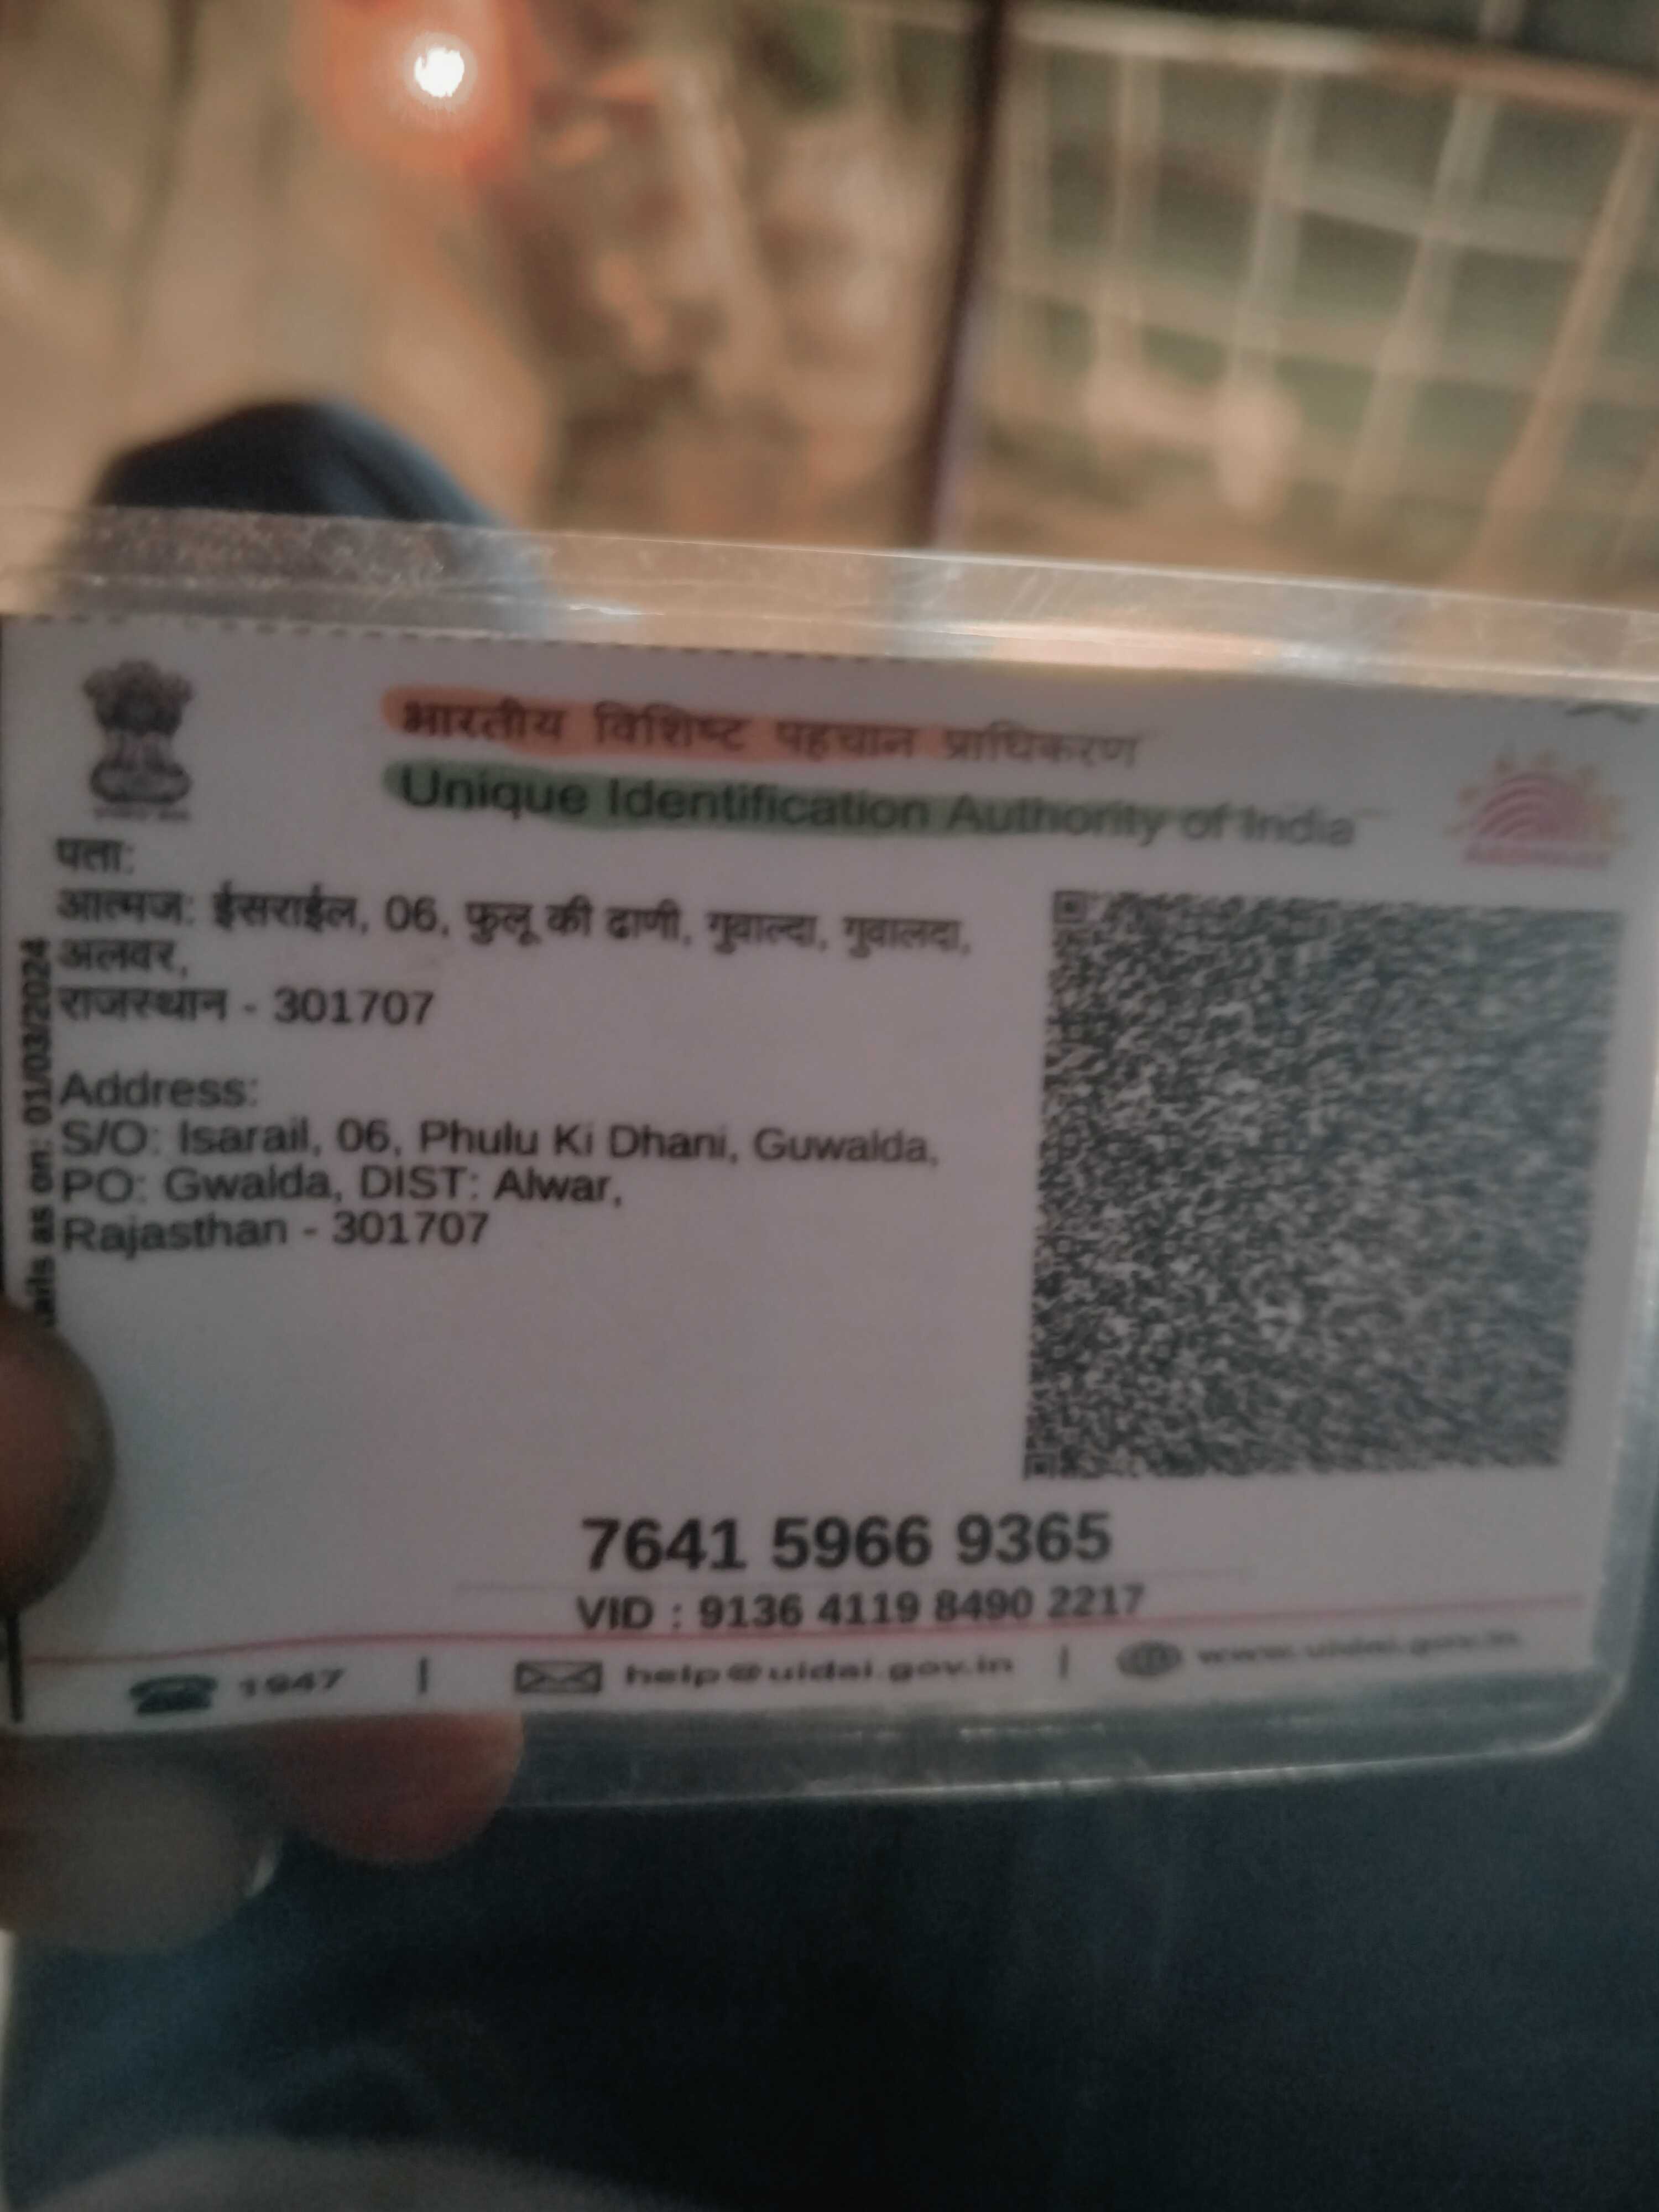 भारतीय विशिष्ट पहचान प्राधिकरण
Unique Identification Authority of India
पता:
आत्मज: ईसराईल, 06, फुलू की ढाणी, गुवाल्दा, गुवालदा,
अलवर,
राजस्थान - 301707
Address:
S/O: Isarail, 06, Phulu Ki Dhani, Guwalda,
PO: Gwalda, DIST: Alwar,
Rajasthan - 301707
as on: 01/03/2024
7641 5966 9365
VID : 9136 4119 8490 2217
1947 | help@uidai.gov.in | www.uidai.gov.in
AADHAAR